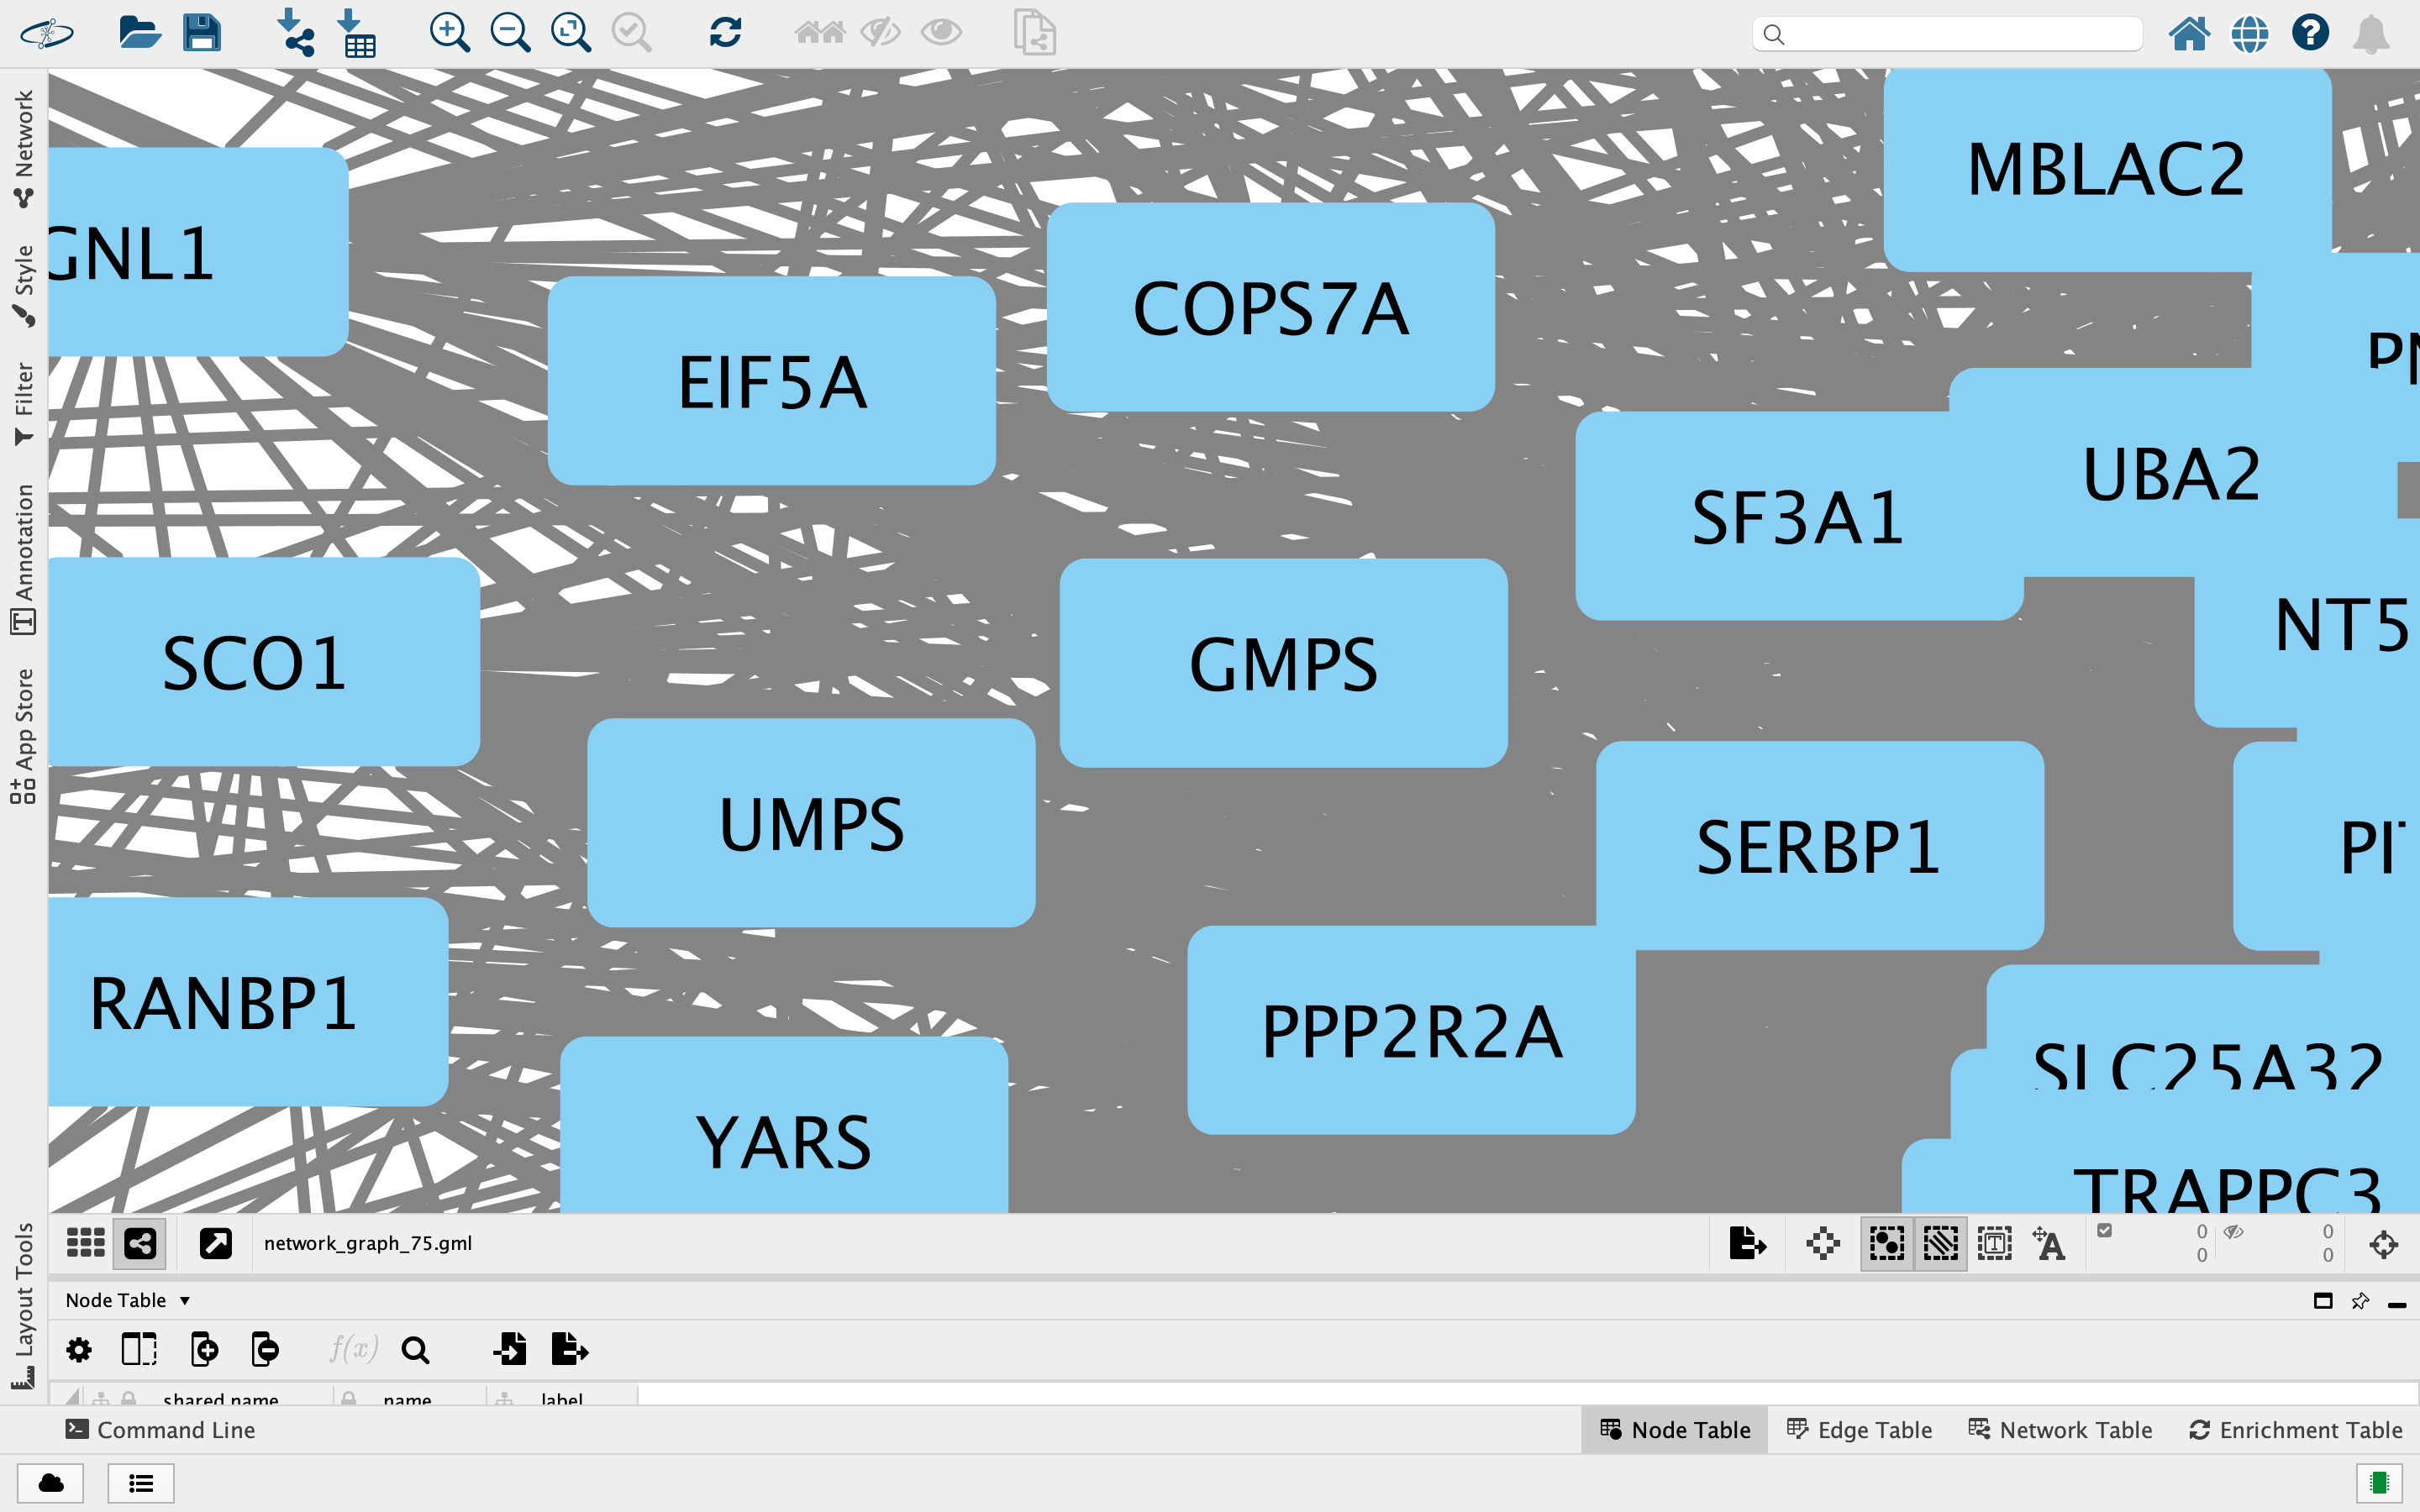 Network
Style
Filter
Annotation
App Store
Layout Tools
MBLAC2
GNL1
COPS7A
EIF5A
UBA2
SF3A1
SCO1
GMPS
UMPS
SERBP1
RANBP1
PPP2R2A
SLC25A32
YARS
TRAPPC3
network_graph_75.gml
0
0
0
0
Node Table
f(x)
shared name name label
Command Line
Node Table Edge Table Network Table Enrichment Table